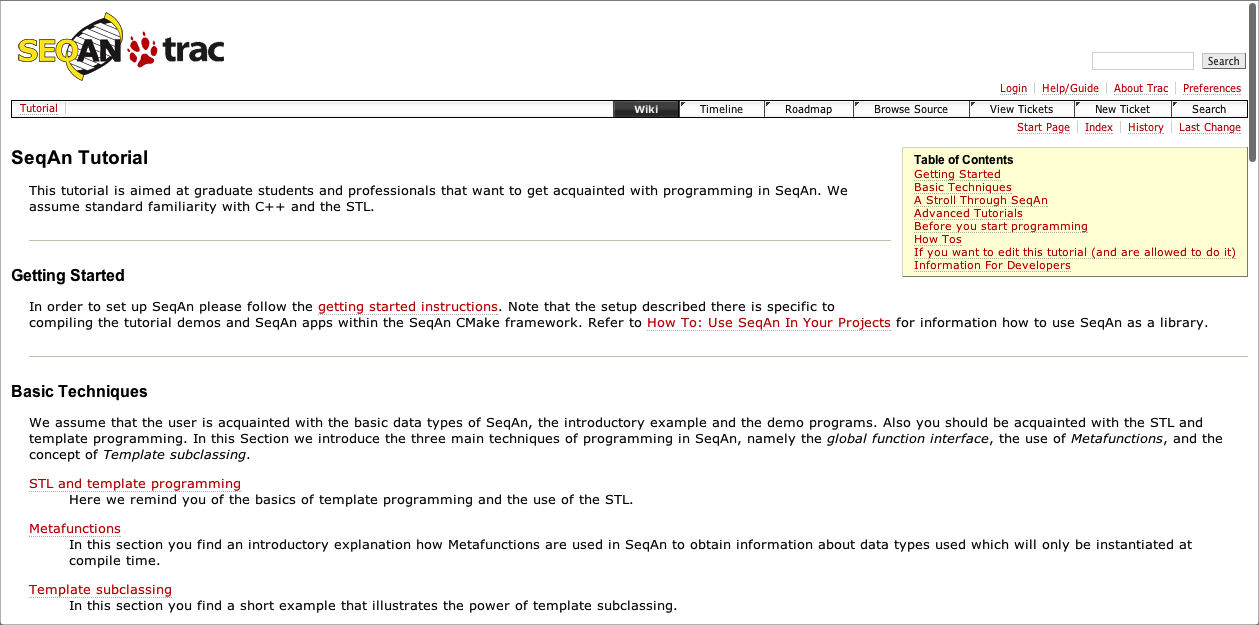 SEQAN trac
Search
Login Help/Guide About Trac Preferences
Tutorial Wiki Timeline Roadmap Browse Source View Tickets New Ticket Search
Start Page Index History Last Change
SeqAn Tutorial
This tutorial is aimed at graduate students and professionals that want to get acquainted with programming in SeqAn. We
assume standard familiarity with C++ and the STL.
Table of Contents
Getting Started
Basic Techniques
A Stroll Through SeqAn
Advanced Tutorials
Before you start programming
How Tos
If you want to edit this tutorial (and are allowed to do it)
Information For Developers
Getting Started
In order to set up SeqAn please follow the getting started instructions. Note that the setup described there is specific to
compiling the tutorial demos and SeqAn apps within the SeqAn CMake framework. Refer to How To: Use SeqAn In Your Projects for information how to use SeqAn as a library.
Basic Techniques
We assume that the user is acquainted with the basic data types of SeqAn, the introductory example and the demo programs. Also you should be acquainted with the STL and
template programming. In this Section we introduce the three main techniques of programming in SeqAn, namely the global function interface, the use of Metafunctions, and the
concept of Template subclassing.
STL and template programming
Here we remind you of the basics of template programming and the use of the STL.
Metafunctions
In this section you find an introductory explanation how Metafunctions are used in SeqAn to obtain information about data types used which will only be instantiated at
compile time.
Template subclassing
In this section you find a short example that illustrates the power of template subclassing.